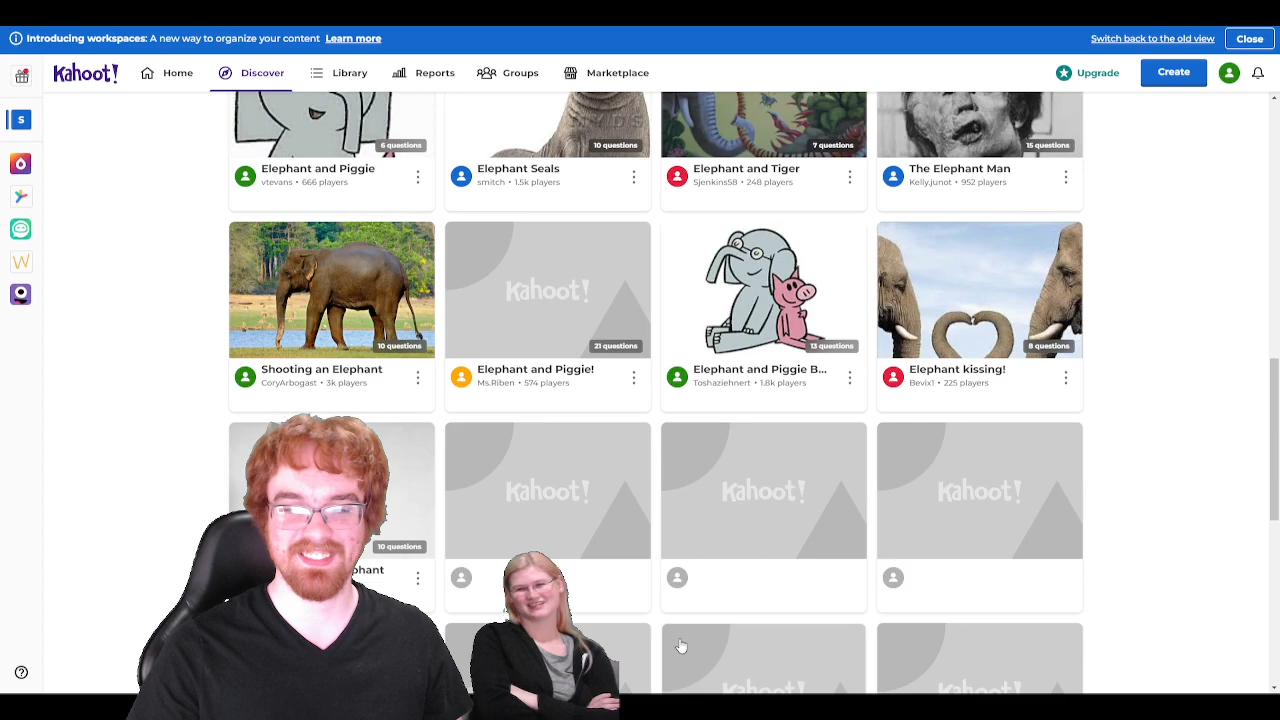 Introducing workspaces: A new way to organize your content Learn more
Switch back to the old view
Close
Kahoot!
Home
Discover
Library
Reports
Groups
Marketplace
Upgrade
Create
S
W
6 questions
10 questions
7 questions
15 questions
Elephant and Piggie
vtevans • 666 players
Elephant Seals
smitch • 1.5k players
Elephant and Tiger
Sjenkins58 • 248 players
The Elephant Man
Kelly.junot • 952 players
Kahoot!
10 questions
21 questions
13 questions
8 questions
Shooting an Elephant
CoryArbogast • 3k players
Elephant and Piggie!
Ms.Riben • 574 players
Elephant and Piggie B...
Toshaziehnert • 1.8k players
Elephant kissing!
Bevix1 • 225 players
Kahoot!
Kahoot!
Kahoot!
10 questions
Kahoot!
Kahoot!
Kahoot!